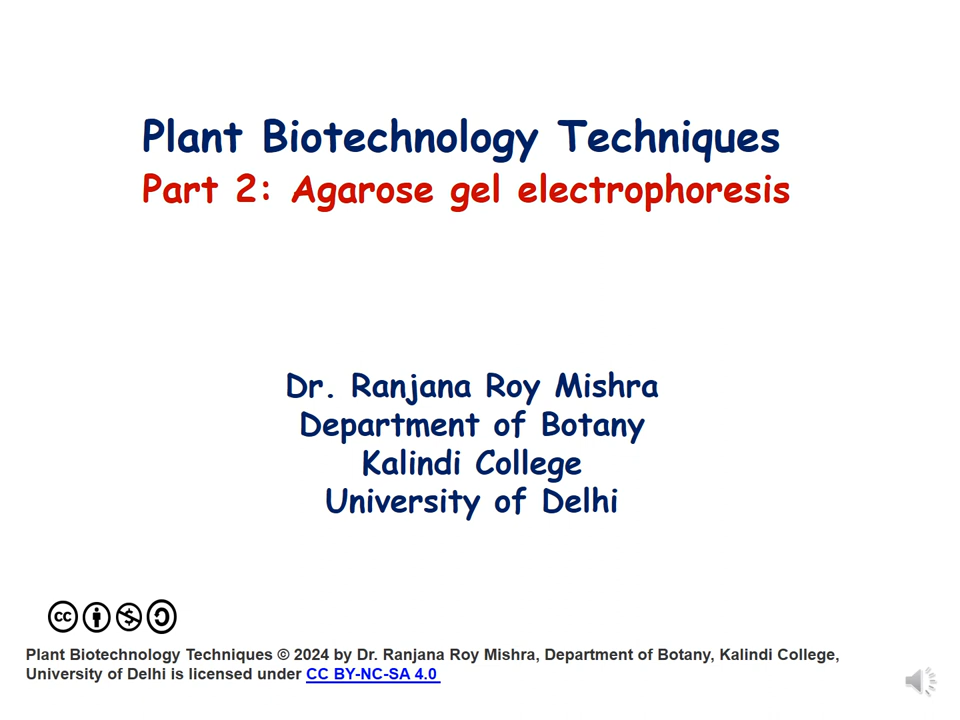 Plant Biotechnology Techniques
Part 2: Agarose gel electrophoresis
Dr. Ranjana Roy Mishra
Department of Botany
Kalindi College
University of Delhi
cc
Plant Biotechnology Techniques © 2024 by Dr. Ranjana Roy Mishra, Department of Botany, Kalindi College,
University of Delhi is licensed under CC BY-NC-SA 4.0